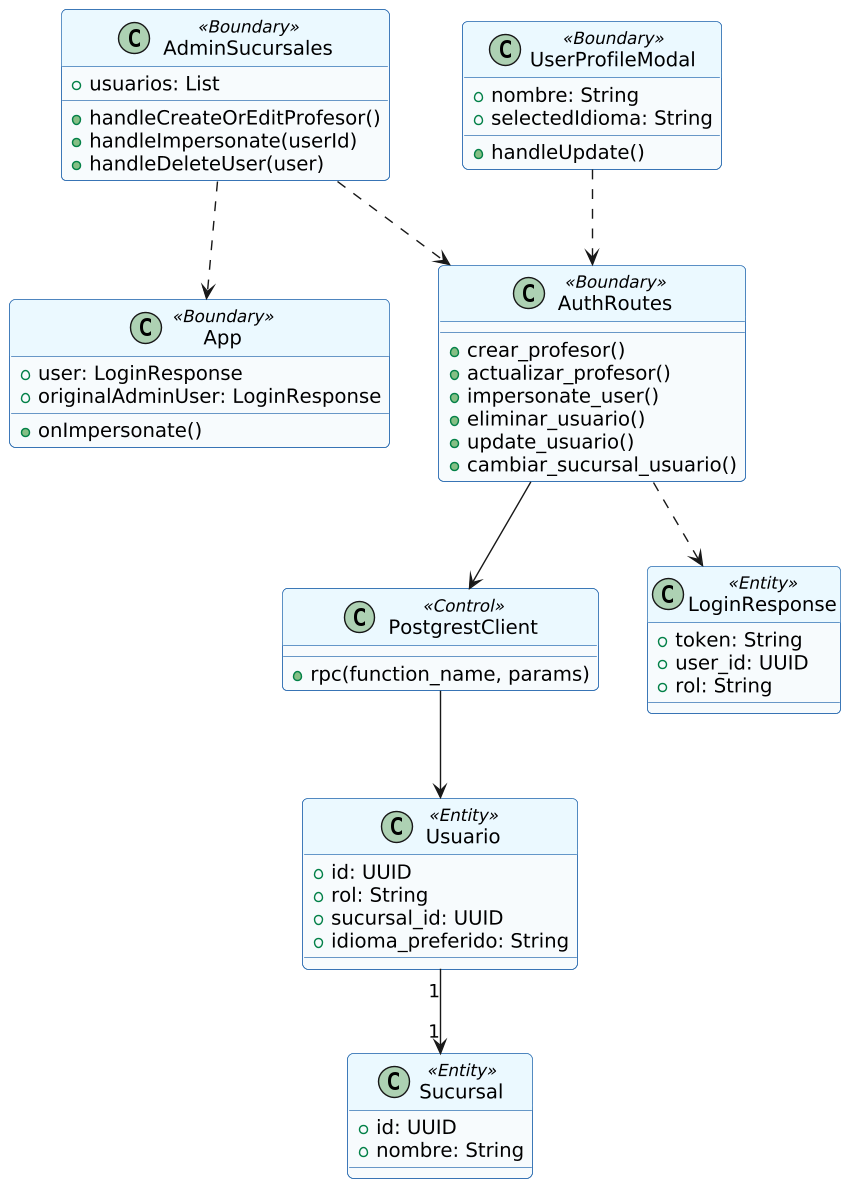 «Boundary»
C
AdminSucursales
usuarios: List
handleCreateOrEditProfesor()
handleImpersonate(userId)
handleDeleteUser(user)
«Boundary»
C
UserProfileModal
nombre: String
selectedIdioma: String
handleUpdate()
«Boundary»
C
App
user: LoginResponse
originalAdminUser: LoginResponse
onImpersonate()
«Boundary»
C
AuthRoutes
crear_profesor()
actualizar_profesor()
impersonate_user()
eliminar_usuario()
update_usuario()
cambiar_sucursal_usuario()
«Control»
C
PostgrestClient
rpc(function_name, params)
«Entity»
C
LoginResponse
token: String
user_id: UUID
rol: String
«Entity»
C
Usuario
id: UUID
rol: String
sucursal_id: UUID
idioma_preferido: String
1
1
«Entity»
C
Sucursal
id: UUID
nombre: String